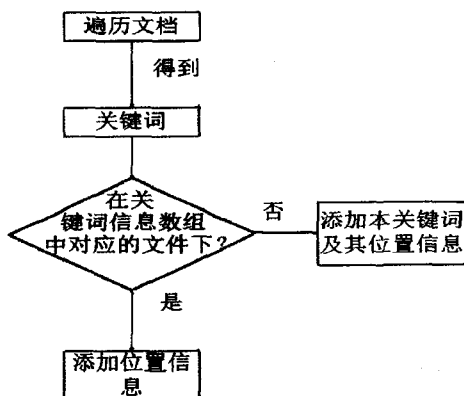 遍历文档
得到
关键词
在关
键词信息数组
中对应的文件下?
否
添加本关键词
及其位置信息
是
添加位置信
息